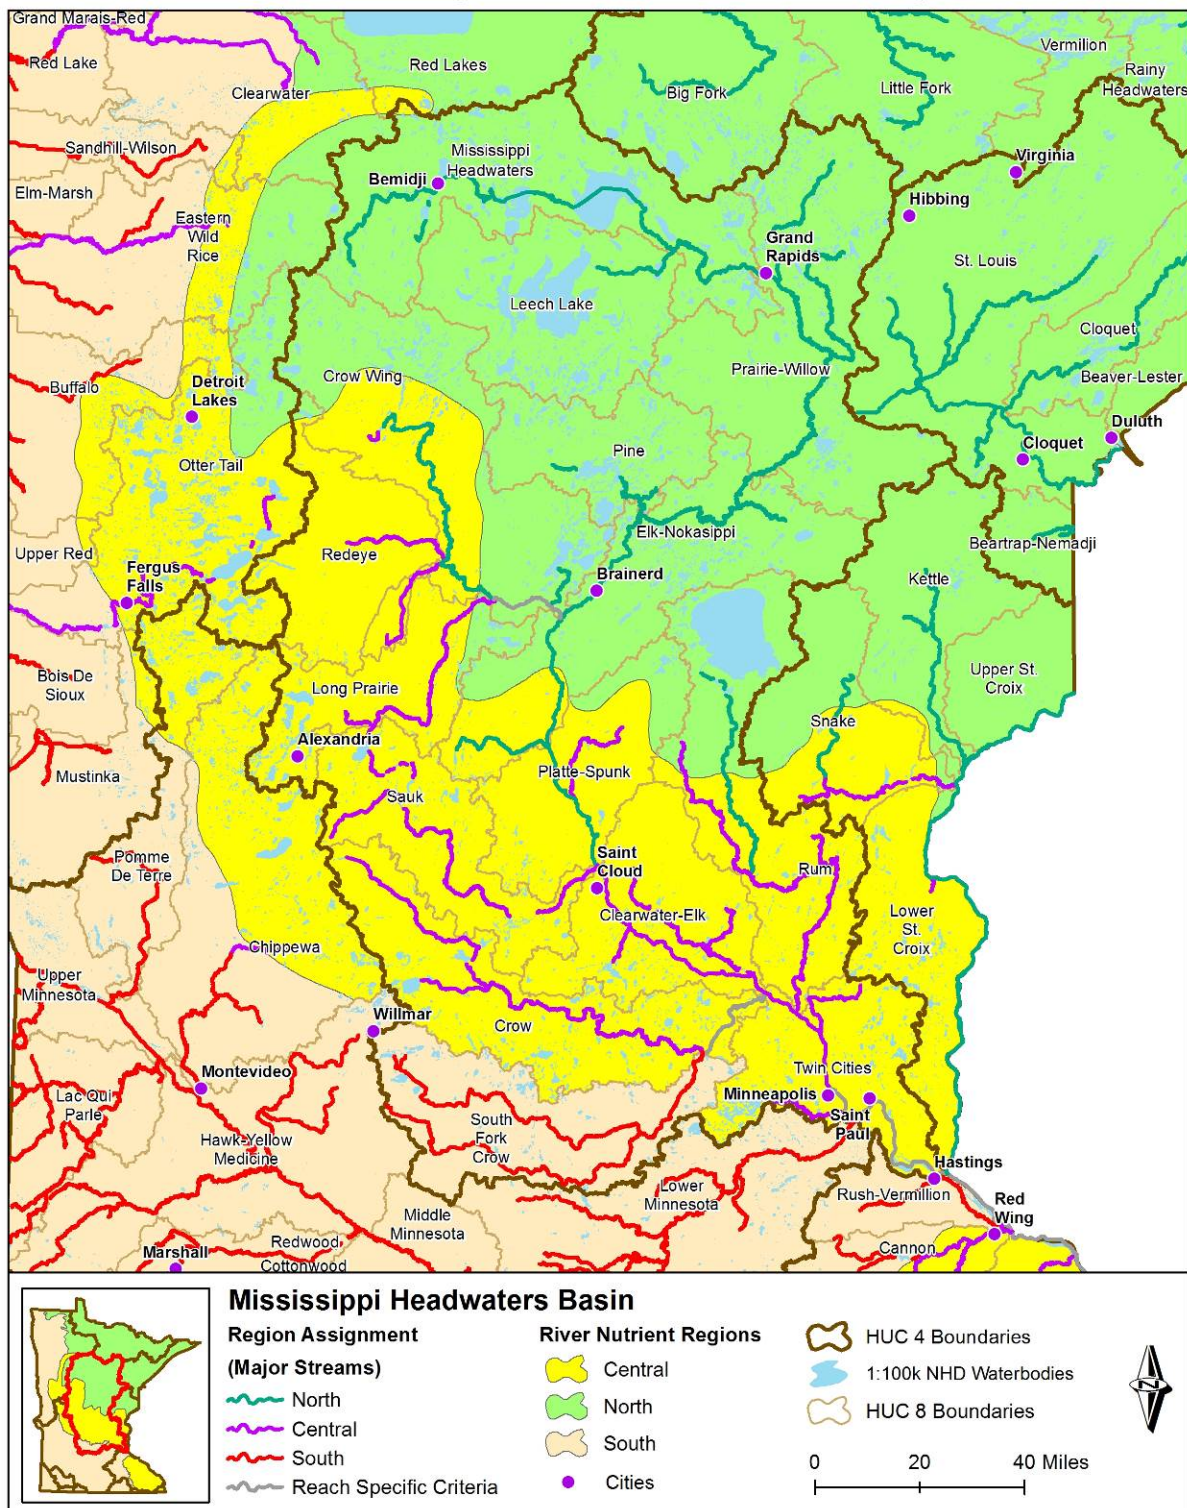 Grand Marais-Red
Red Lake
Clearwater
Red Lakes
Big Fork
Little Fork
Vermilion
Rainy
Headwaters
Sandhill-Wilson
Mississippi
Headwaters
Bemidji
Virginia
Hibbing
Elm-Marsh
Eastern
Wild
Rice
Grand
Rapids
St. Louis
Leech Lake
Cloquet
Buffalo
Detroit
Lakes
Crow Wing
Prairie-Willow
Beaver-Lester
Duluth
Cloquet
Otter Tail
Pine
Upper Red
Redeye
Elk-Nokasippi
Beartrap-Nemadji
Fergus
Falls
Brainerd
Kettle
Bois De
Sioux
Long Prairie
Upper St.
Croix
Snake
Alexandria
Mustinka
Platte-Spunk
Sauk
Pomme
De Terre
Saint
Cloud
Rum
Clearwater-Elk
Lower
St.
Croix
Chippewa
Upper
Minnesota
Willmar
Crow
Montevideo
Twin Cities
Minneapolis
Saint
Paul
Lac Qui
Parle
South
Fork
Crow
Hawk-Yellow
Medicine
Hastings
Lower
Minnesota
Rush-Vermillion
Red
Wing
Middle
Minnesota
Cannon
Marshall
Redwood
Cottonwood
Mississippi Headwaters Basin
Region Assignment
(Major Streams)
North
Central
South
Reach Specific Criteria
River Nutrient Regions
Central
North
South
Cities
HUC 4 Boundaries
1:100k NHD Waterbodies
HUC 8 Boundaries
N
0 20 40 Miles